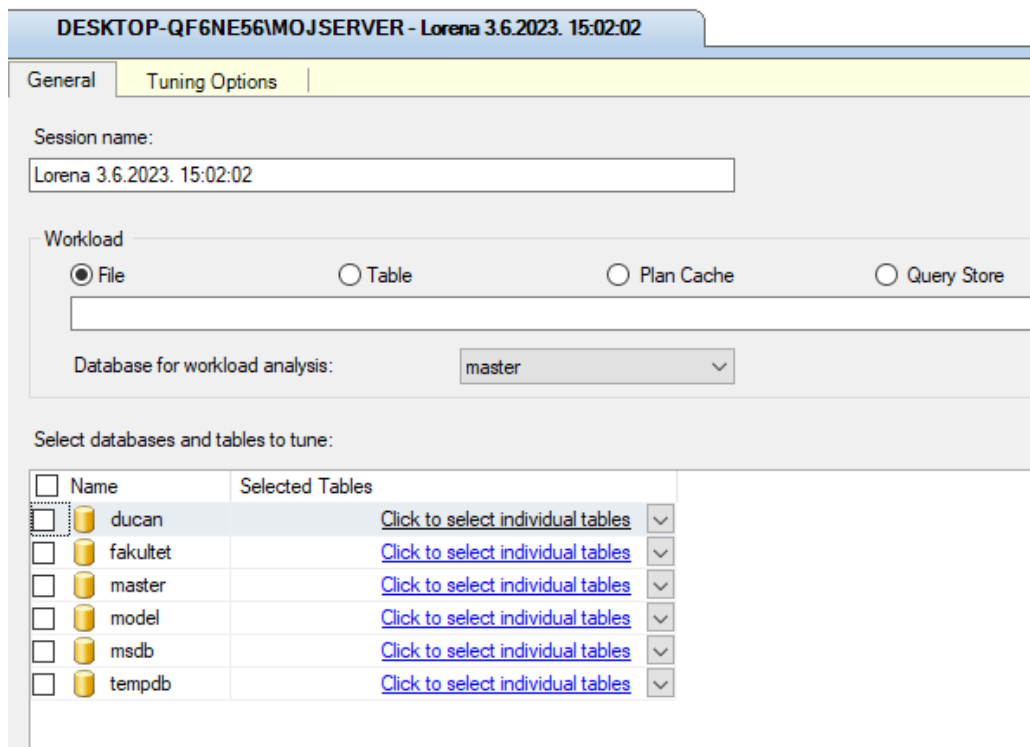 DESKTOP-QF6NE56\MOJSERVER - Lorena 3.6.2023. 15:02:02
General Tuning Options
Session name:
Lorena 3.6.2023. 15:02:02
Workload
File Table Plan Cache Query Store
Database for workload analysis: master
Select databases and tables to tune:
Name Selected Tables
ducan Click to select individual tables
fakultet Click to select individual tables
master Click to select individual tables
model Click to select individual tables
msdb Click to select individual tables
tempdb Click to select individual tables